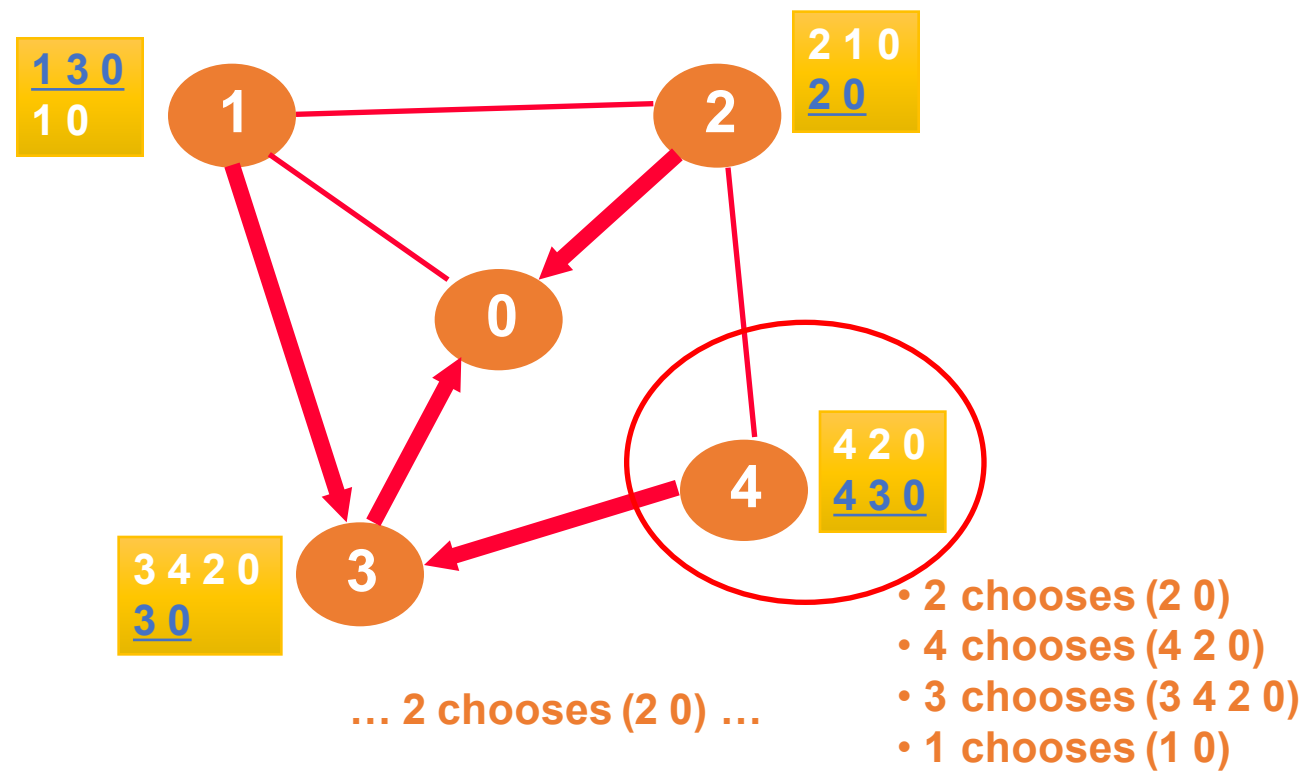 1 3 0
1 0
1
2
2 1 0
2 0
0
4
4 2 0
4 3 0
3 4 2 0
3 0
3
• 2 chooses (2 0)
• 4 chooses (4 2 0)
• 3 chooses (3 4 2 0)
• 1 chooses (1 0)
... 2 chooses (2 0) ...